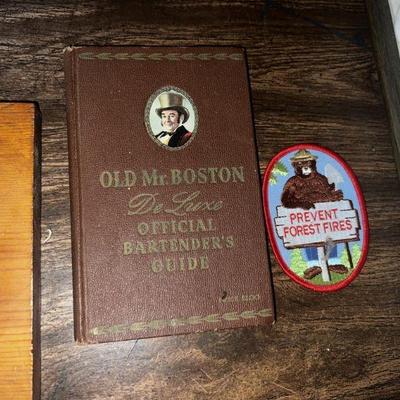 OLD Mr. BOSTON
De Luxe
OFFICIAL
BARTENDER'S
GUIDE
PREVENT
FOREST FIRES